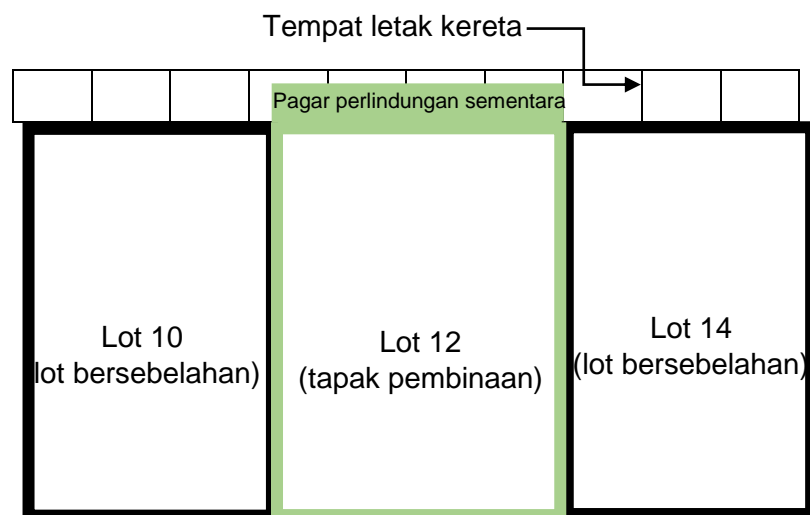 Tempat letak kereta
Pagar perlindungan sementara
Lot 10
lot bersebelahan)
Lot 12
(tapak pembinaan)
Lot 14
(lot bersebelahan)